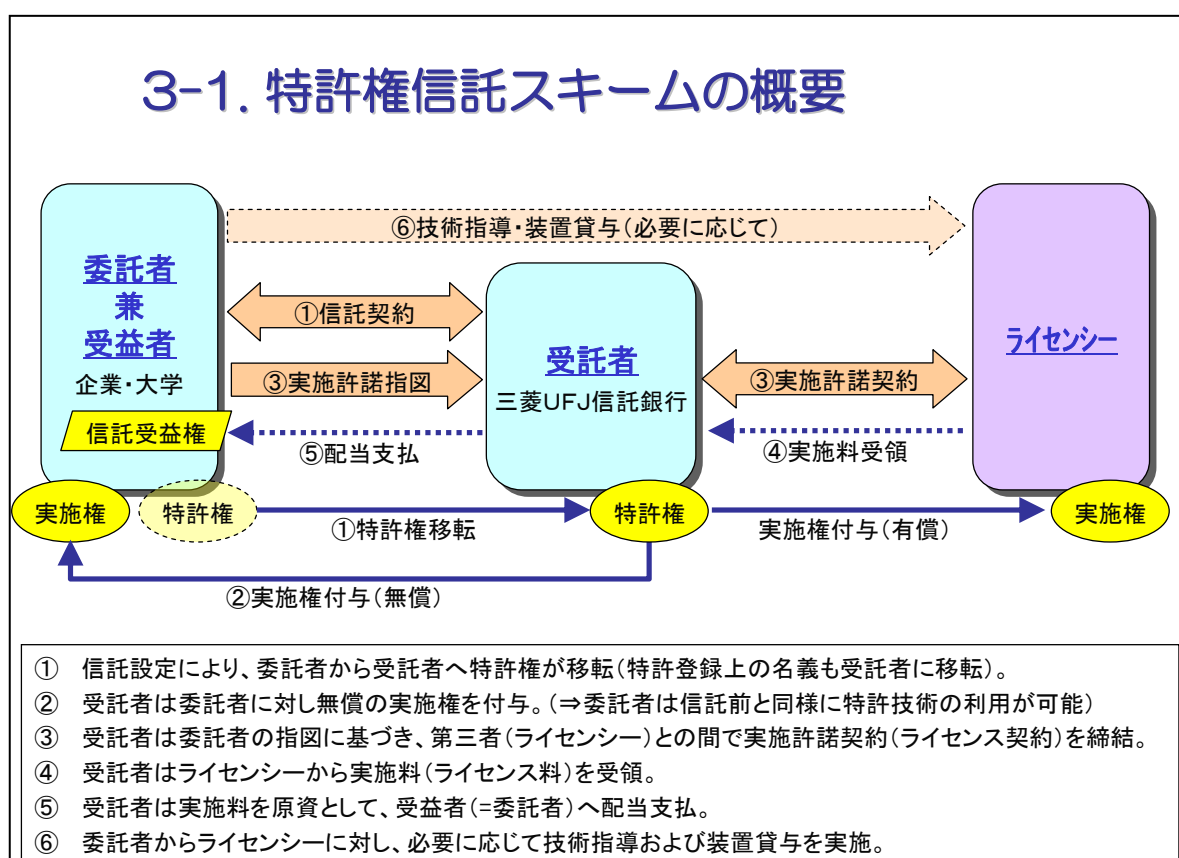 3-1. 特許権信託スキームの概要
⑥技術指導・装置貸与(必要に応じて)
委託者
兼
受益者
企業・大学
信託受益権
①信託契約
③実施許諾指図
⑤配当支払
受託者
三菱UFJ信託銀行
③実施許諾契約
④実施料受領
ライセンシー
実施権
特許権
①特許権移転
特許権
実施権付与(有償)
実施権
②実施権付与(無償)
① 信託設定により、委託者から受託者へ特許権が移転(特許登録上の名義も受託者に移転)。
② 受託者は委託者に対し無償の実施権を付与。(⇒委託者は信託前と同様に特許技術の利用が可能)
③ 受託者は委託者の指図に基づき、第三者(ライセンシー)との間で実施許諾契約(ライセンス契約)を締結。
④ 受託者はライセンシーから実施料(ライセンス料)を受領。
⑤ 受託者は実施料を原資として、受益者(=委託者)へ配当支払。
⑥ 委託者からライセンシーに対し、必要に応じて技術指導および装置貸与を実施。